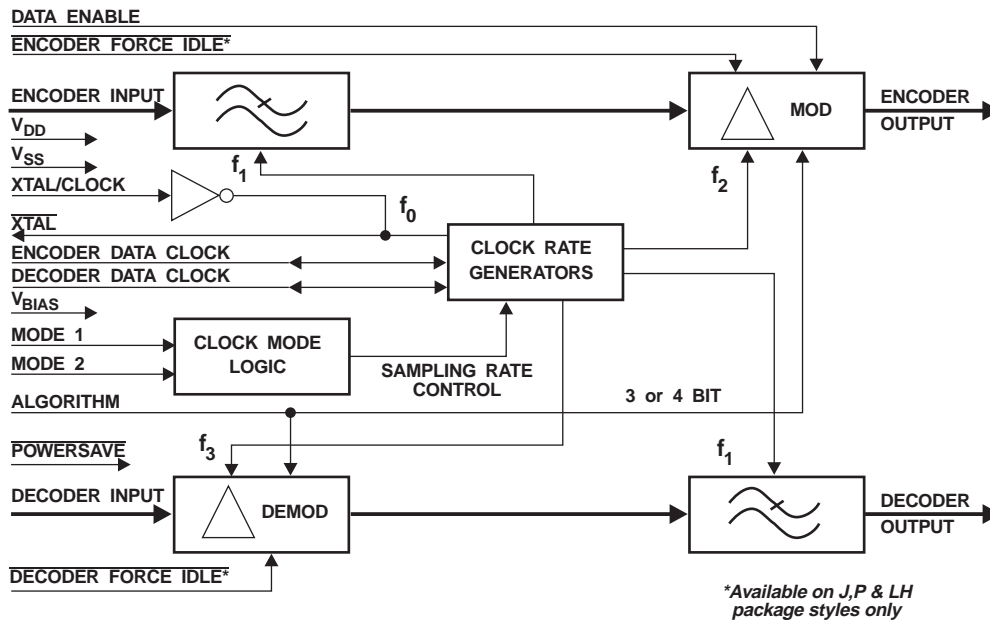 DATA ENABLE
ENCODER FORCE IDLE*
ENCODER INPUT
MOD
ENCODER
OUTPUT
VDD
VSS
f1
f2
XTAL/CLOCK
f0
XTAL
CLOCK RATE
GENERATORS
ENCODER DATA CLOCK
DECODER DATA CLOCK
VBIAS
MODE 1
MODE 2
CLOCK MODE
LOGIC
SAMPLING RATE
CONTROL
ALGORITHM
3 or 4 BIT
POWERSAVE
f3
f1
DECODER INPUT
DEMOD
DECODER
OUTPUT
DECODER FORCE IDLE*
*Available on J,P & LH
package styles only